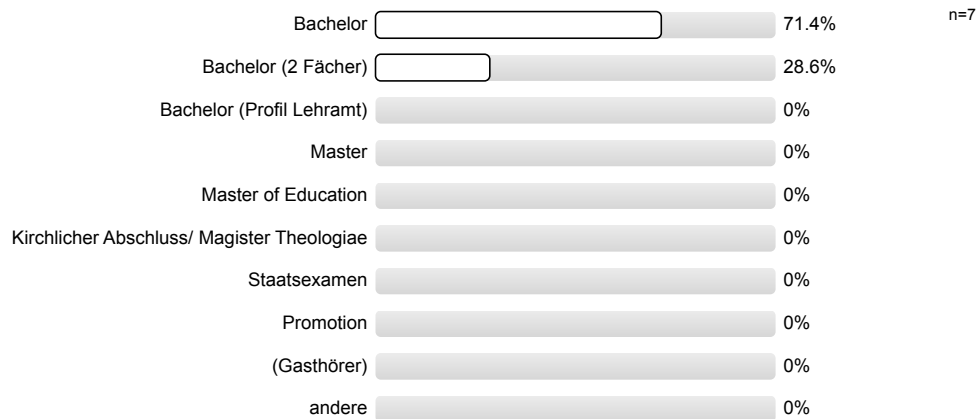 Bachelor 71.4% n=7
Bachelor (2 Fächer) 28.6%
Bachelor (Profil Lehramt) 0%
Master 0%
Master of Education 0%
Kirchlicher Abschluss/ Magister Theologiae 0%
Staatsexamen 0%
Promotion 0%
(Gasthörer) 0%
andere 0%